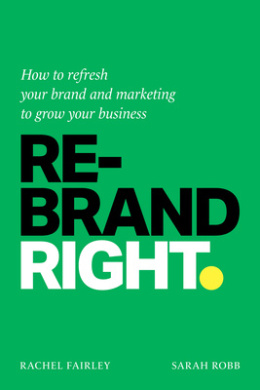 How to refresh
your brand and marketing
to grow your business
RE-
BRAND
RIGHT.
RACHEL FAIRLEY SARAH ROBB